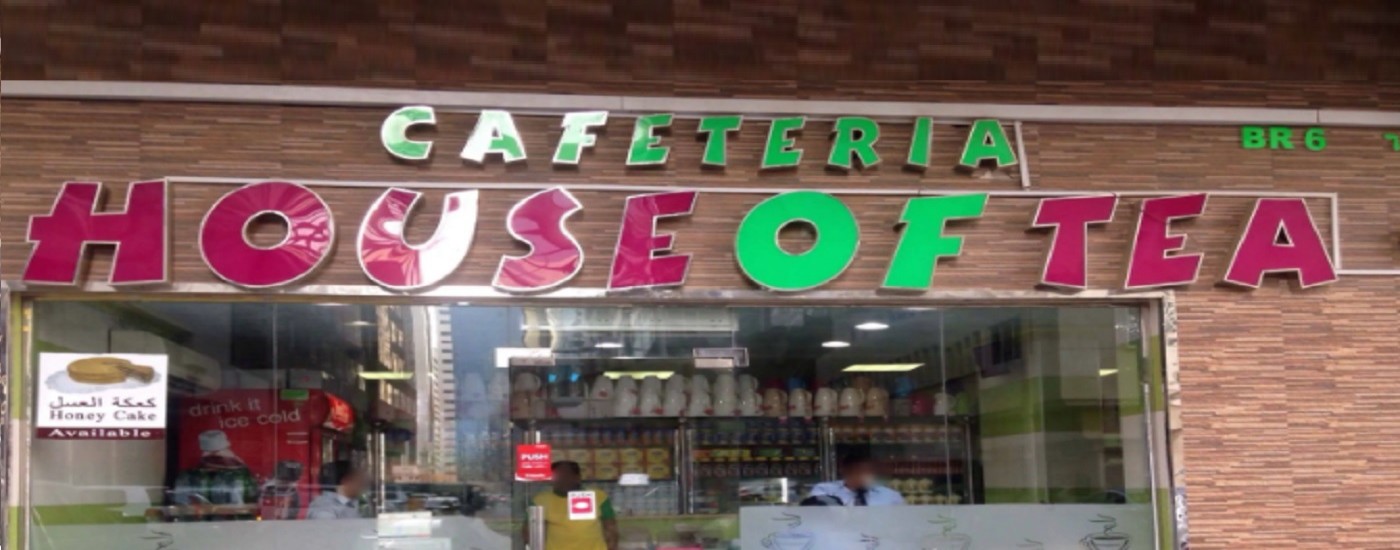 CAFETERIA
BR 6
HOUSE OF TEA
كعكة العسل
Honey Cake
Available
drink it
ice cold
PUSH